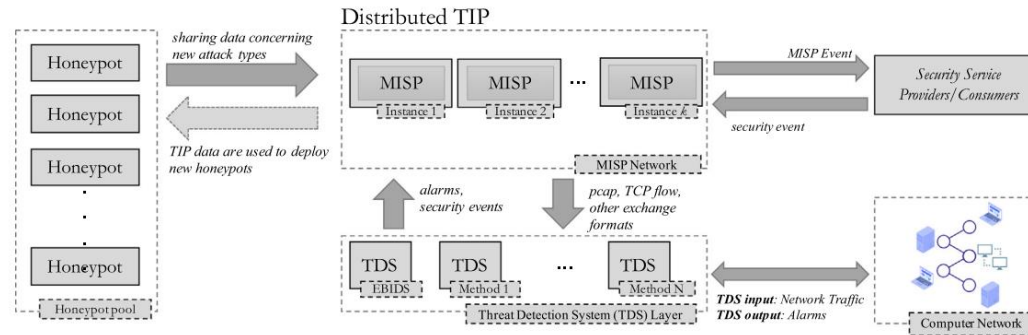 Distributed TIP
sharing data concerning
new attack types
TIP data are used to deploy
new honeypots
Honeypot
Honeypot
Honeypot
Honeypot
Honeypot pool
MISP
Instance 1
MISP
Instance 2
...
MISP
Instance k
MISP Network
MISP Event
security event
Security Service
Providers/Consumers
alarms,
security events
pcap, TCP flow,
other exchange
formats
TDS
EBIDS
TDS
Method 1
...
TDS
Method N
Threat Detection System (TDS) Layer
TDS input: Network Traffic
TDS output: Alarms
Computer Network